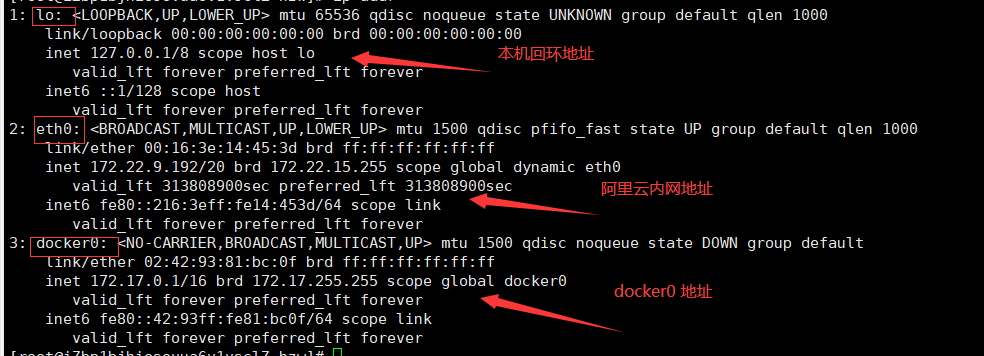 1: lo: <LOOPBACK,UP,LOWER_UP> mtu 65536 qdisc noqueue state UNKNOWN group default qlen 1000
link/loopback 00:00:00:00:00:00 brd 00:00:00:00:00:00
inet 127.0.0.1/8 scope host lo
本机回环地址
valid_lft forever preferred_lft forever
inet6 ::1/128 scope host
valid_lft forever preferred_lft forever
2: eth0: <BROADCAST,MULTICAST,UP,LOWER_UP> mtu 1500 qdisc pfifo_fast state UP group default qlen 1000
link/ether 00:16:3e:14:45:3d brd ff:ff:ff:ff:ff:ff
inet 172.22.9.192/20 brd 172.22.15.255 scope global dynamic eth0
valid_lft 313808900sec preferred_lft 313808900sec
阿里云内网地址
inet6 fe80::216:3eff:fe14:453d/64 scope link
valid_lft forever preferred_lft forever
3: docker0: <NO-CARRIER,BROADCAST,MULTICAST,UP> mtu 1500 qdisc noqueue state DOWN group default
link/ether 02:42:93:81:bc:0f brd ff:ff:ff:ff:ff:ff
inet 172.17.0.1/16 brd 172.17.255.255 scope global docker0
docker0 地址
valid_lft forever preferred_lft forever
inet6 fe80::42:93ff:fe81:bc0f/64 scope link
valid_lft forever preferred_lft forever